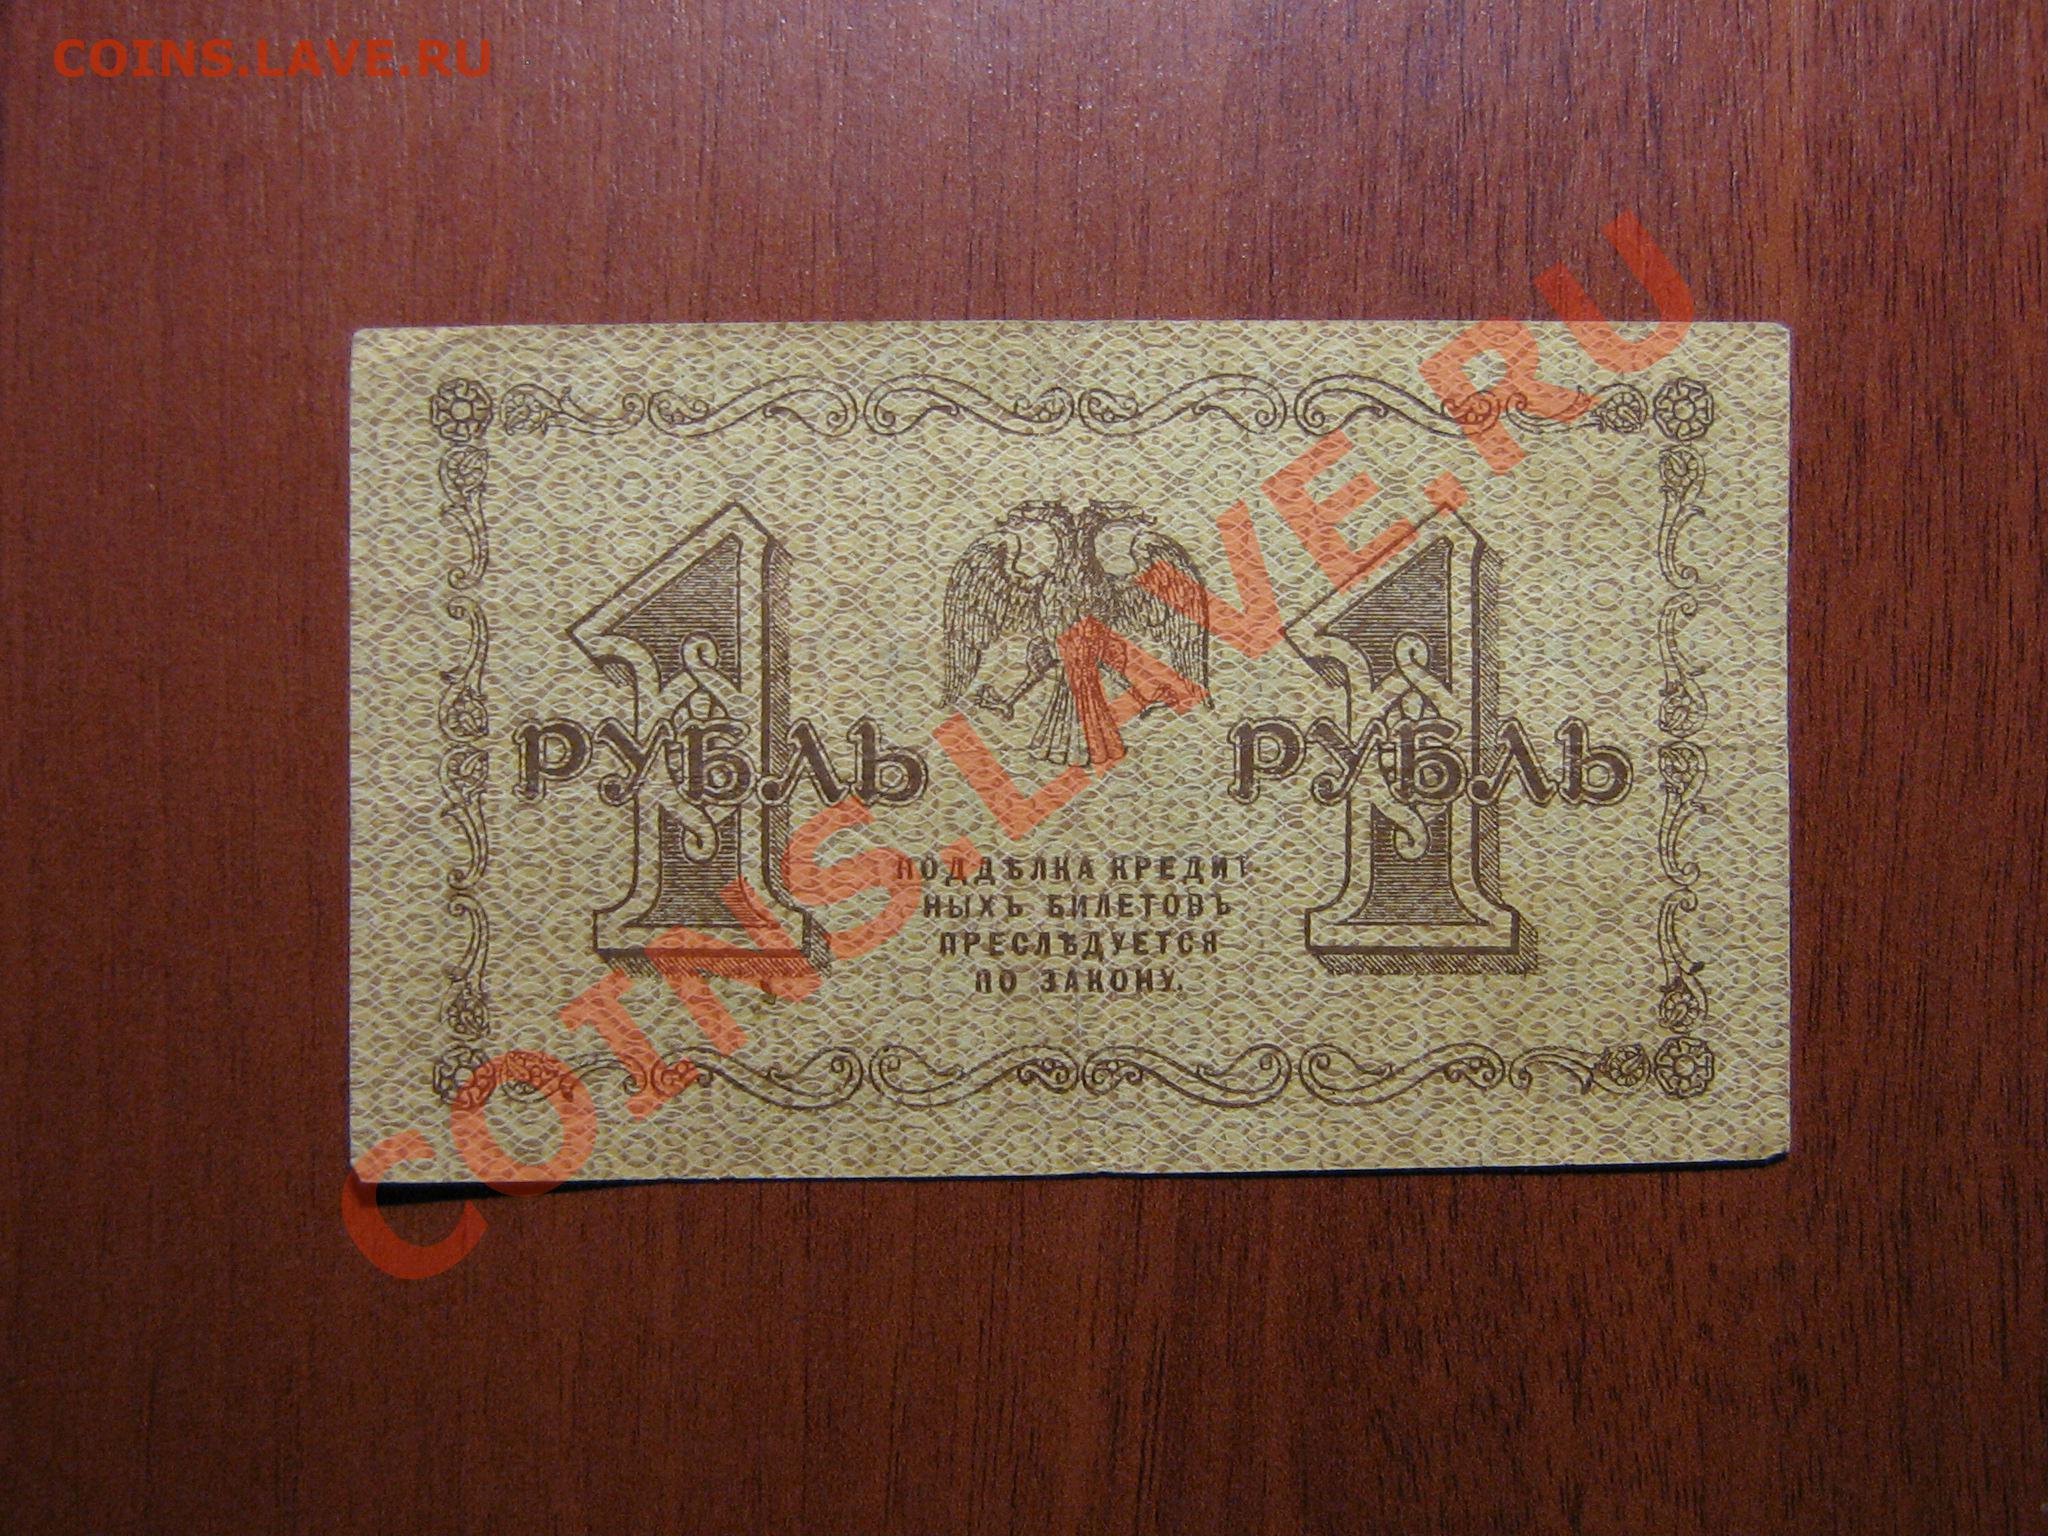 COINS.LAVE.RU
1 1
РУБЛЬ РУБЛЬ
ПОДДѢЛКА КРЕДИТ-
НЫХЪ БИЛЕТОВЪ
ПРЕСЛѢДУЕТСЯ
ПО ЗАКОНУ.
COINS.LAVE.RU